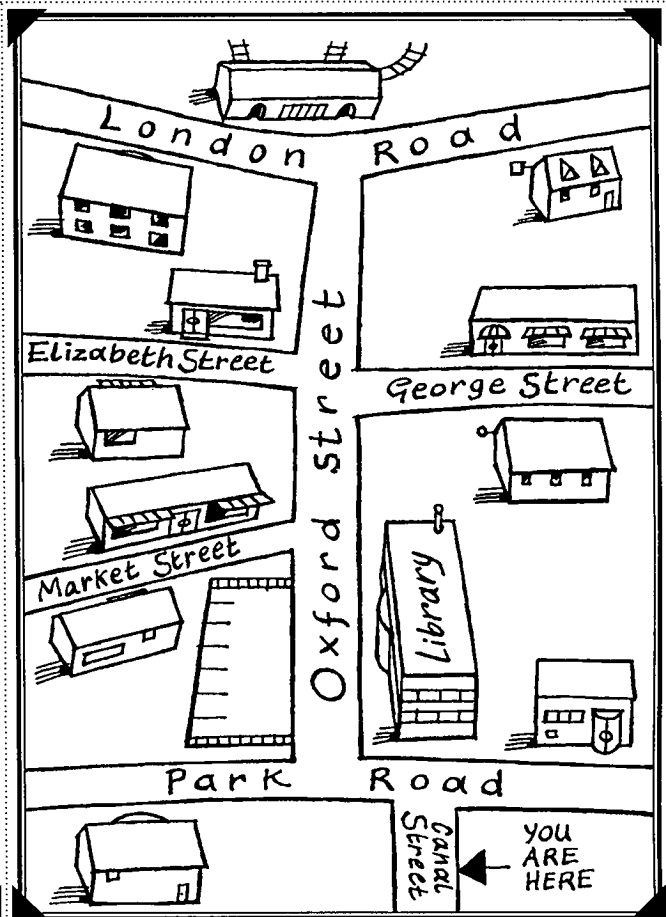 London Road
Elizabeth Street
George Street
Oxford Street
Market Street
Library
Park Road
Canal
Street
YOU
ARE
HERE